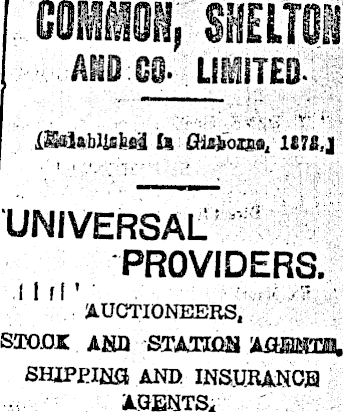 COMMON, SHELTON
AND CO. LIMITED.
(Established in Gisborne, 1878.)
UNIVERSAL
PROVIDERS.
AUCTIONEERS,
STOCK AND STATION AGENTS,
SHIPPING AND INSURANCE
AGENTS.